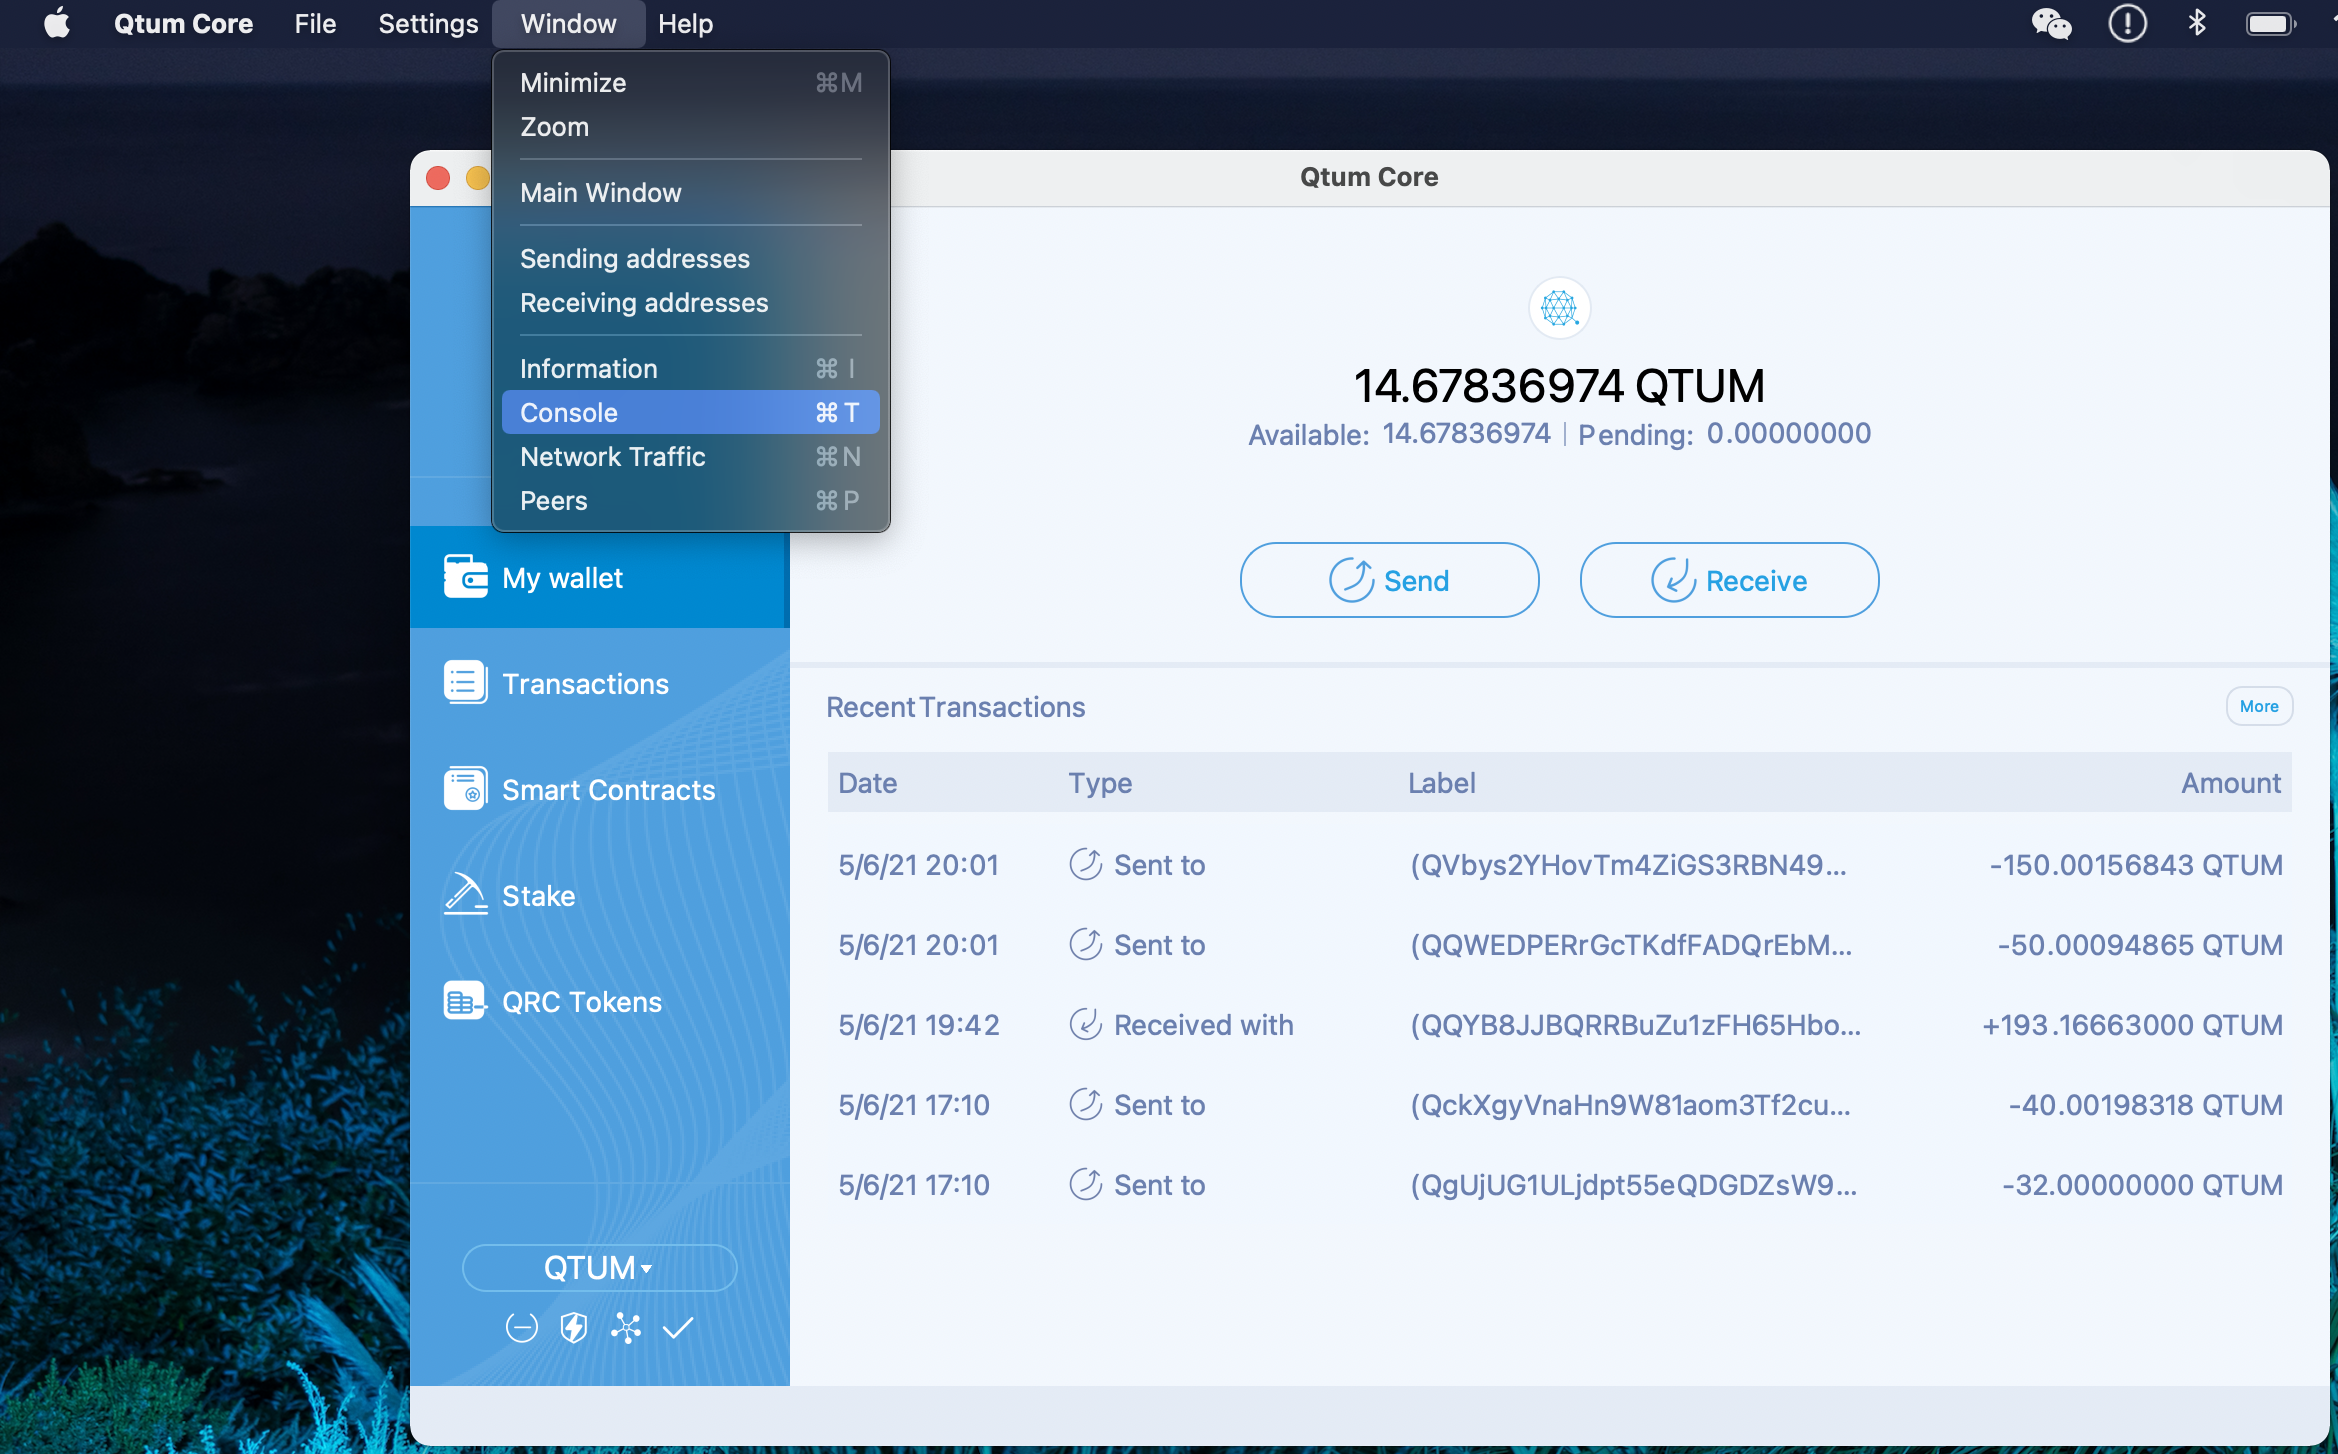 Qtum Core File Settings Window Help
Minimize ⌘M
Zoom
Main Window
Sending addresses
Receiving addresses
Information ⌘ I
Console ⌘ T
Network Traffic ⌘ N
Peers ⌘ P
Qtum Core
14.67836974 QTUM
Available: 14.67836974 | Pending: 0.00000000
Send
Receive
My wallet
Transactions
Smart Contracts
Stake
QRC Tokens
QTUM
Recent Transactions
More
Date Type Label Amount
5/6/21 20:01 Sent to (QVbys2YHovTm4ZiGS3RBN49... -150.00156843 QTUM
5/6/21 20:01 Sent to (QQWEDPERrGcTKdfFADQrEbM... -50.00094865 QTUM
5/6/21 19:42 Received with (QQYB8JJBQRRBuZu1zFH65Hbo... +193.16663000 QTUM
5/6/21 17:10 Sent to (QckXgyVnaHn9W81aom3Tf2cu... -40.00198318 QTUM
5/6/21 17:10 Sent to (QgUjUG1ULjdpt55eQDGDZsW9... -32.00000000 QTUM